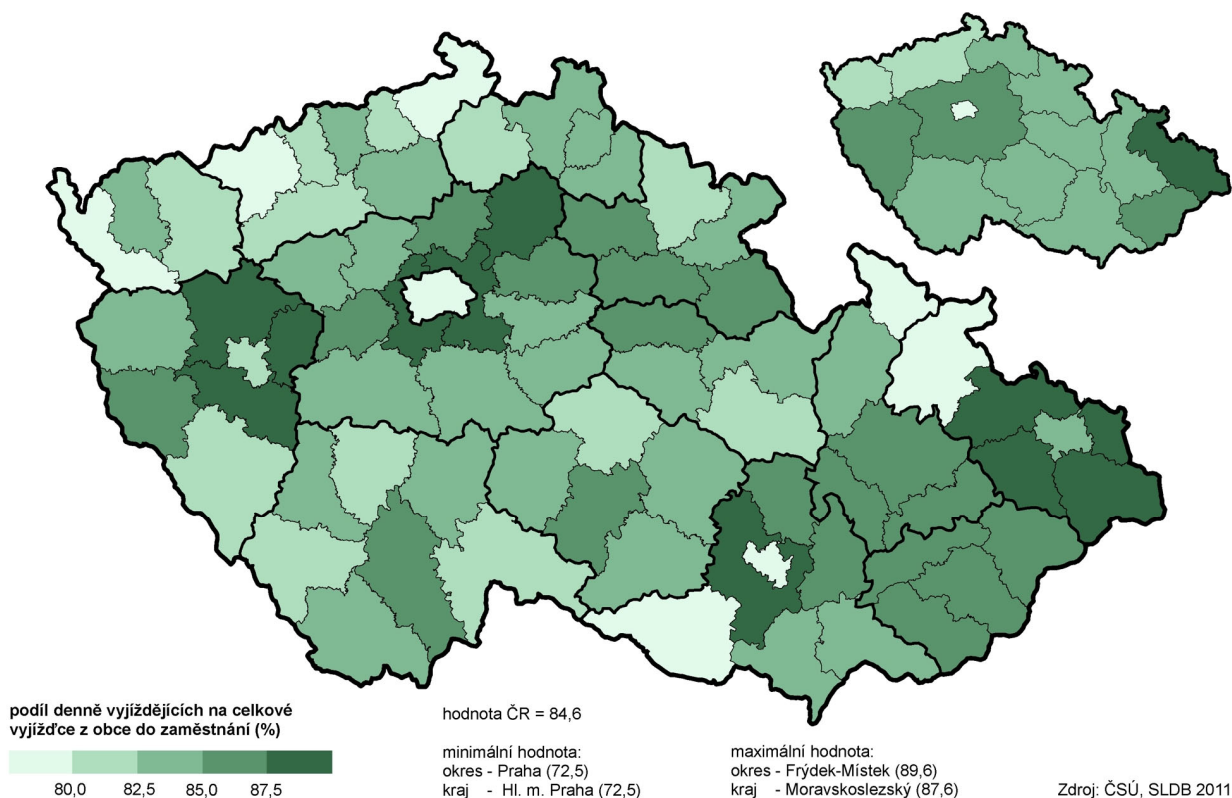 podíl denně vyjíždějících na celkové
vyjížďce z obce do zaměstnání (%)
80,0 82,5 85,0 87,5
hodnota ČR = 84,6
minimální hodnota:
okres - Praha (72,5)
kraj - Hl. m. Praha (72,5)
maximální hodnota:
okres - Frýdek-Místek (89,6)
kraj - Moravskoslezský (87,6)
Zdroj: ČSÚ, SLDB 2011